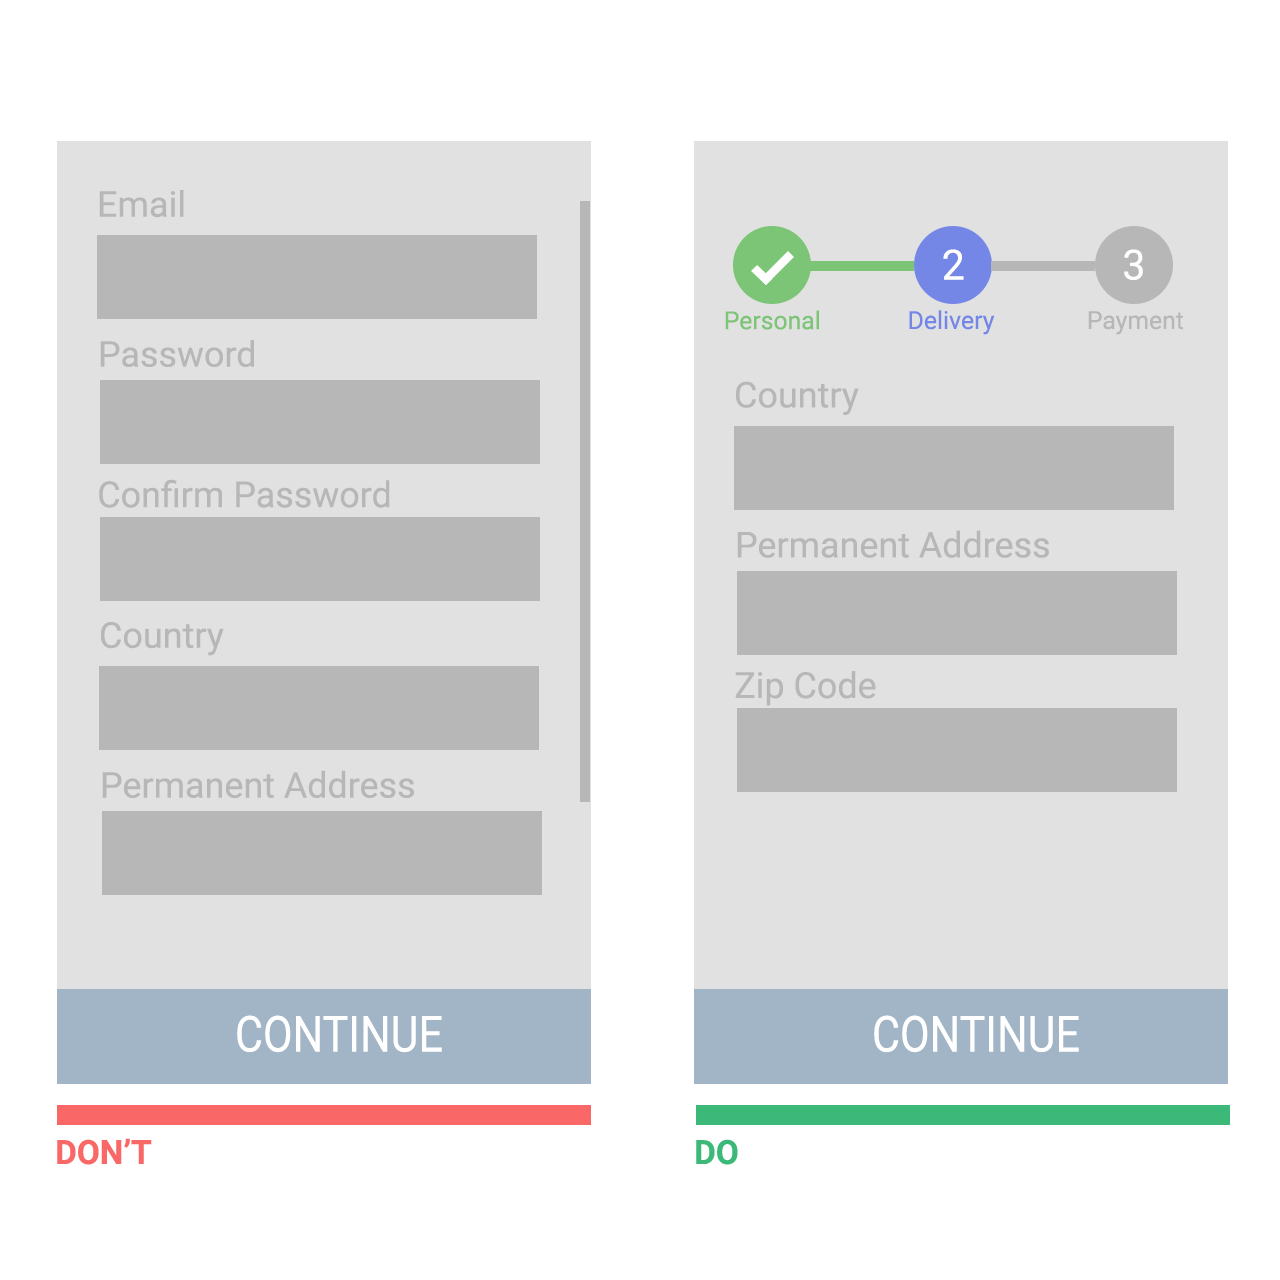 Email
Password
Confirm Password
Country
Permanent Address
CONTINUE
DON’T
2
3
Personal
Delivery
Payment
Country
Permanent Address
Zip Code
CONTINUE
DO